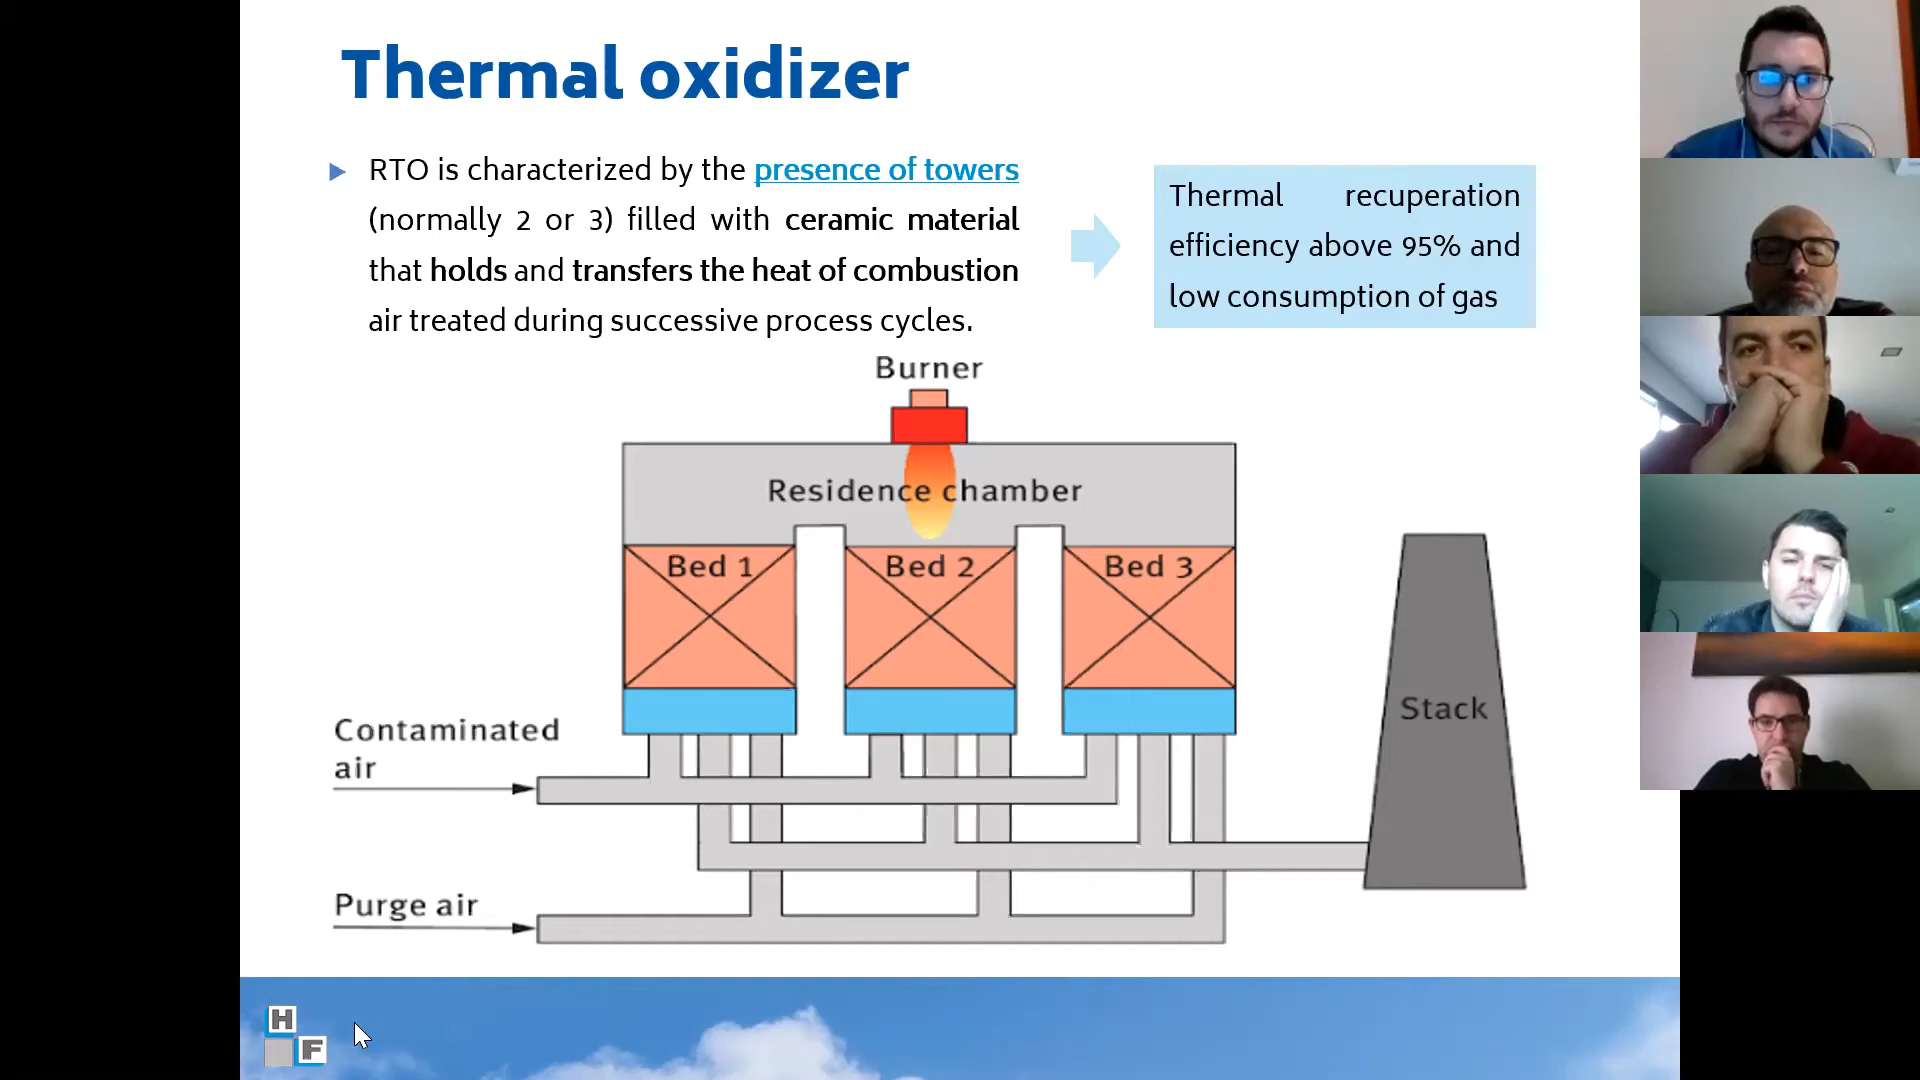 Thermal oxidizer
RTO is characterized by the presence of towers
(normally 2 or 3) filled with ceramic material
that holds and transfers the heat of combustion
air treated during successive process cycles.
Thermal recuperation
efficiency above 95% and
low consumption of gas
Burner
Residence chamber
Bed 1
Bed 2
Bed 3
Stack
Contaminated
air
Purge air
H
F